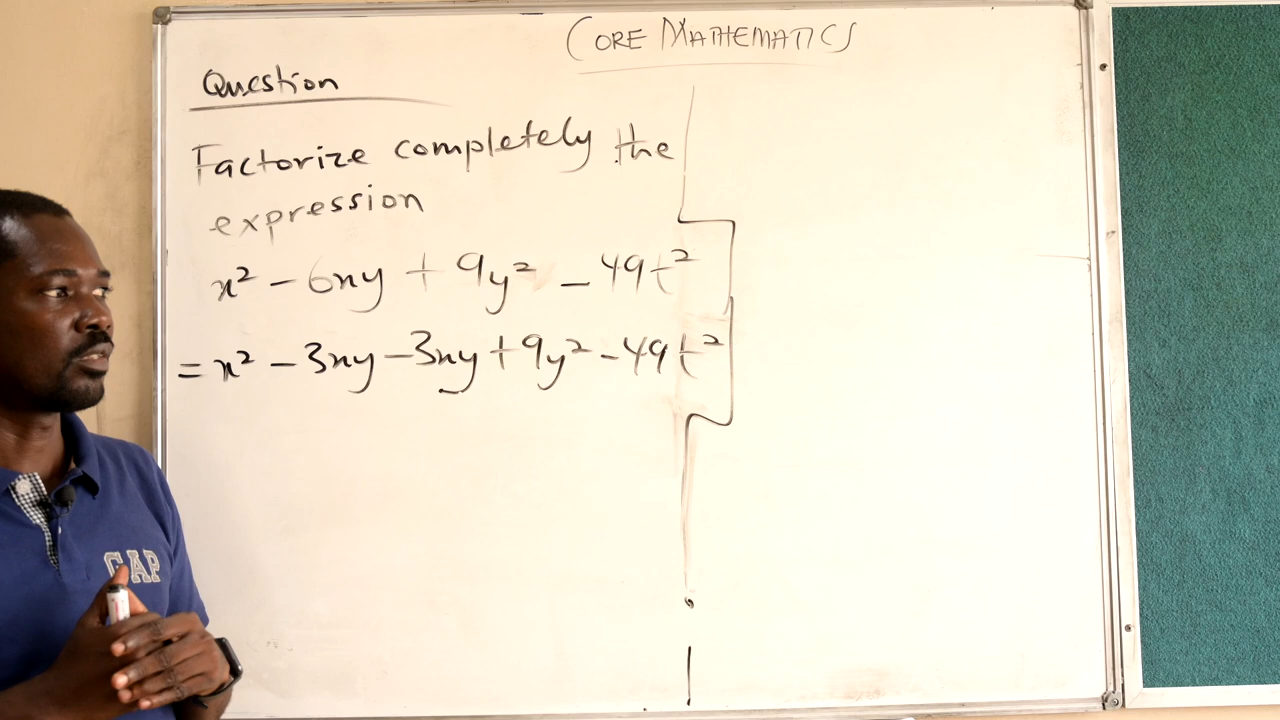 CORE MATHEMATICS
Question
Factorize completely the
expression
x² - 6xy + 9y² - 49t²
= x² - 3xy - 3xy + 9y² - 49t²
GAP